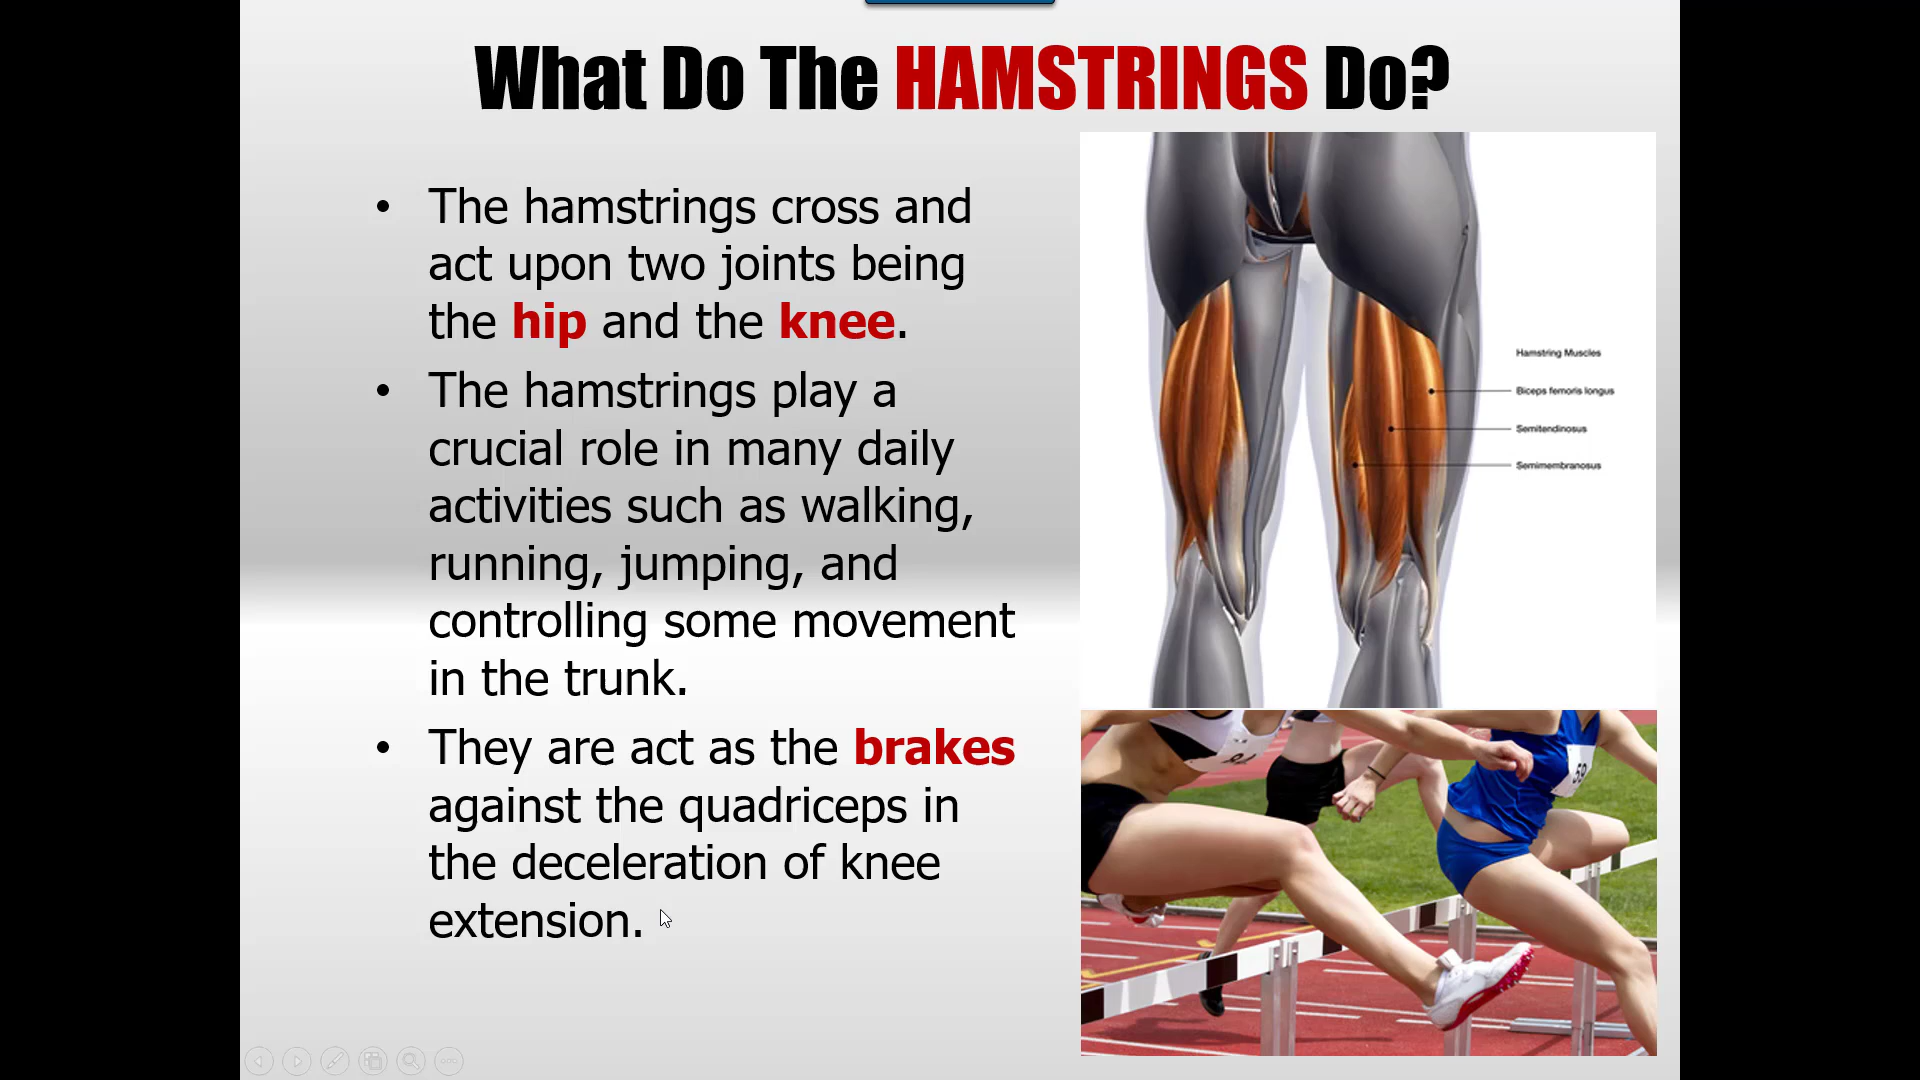 What Do The HAMSTRINGS Do?
• The hamstrings cross and
act upon two joints being
the hip and the knee.
• The hamstrings play a
crucial role in many daily
activities such as walking,
running, jumping, and
controlling some movement
in the trunk.
• They are act as the brakes
against the quadriceps in
the deceleration of knee
extension.
Hamstring Muscles
Biceps femoris longus
Semitendinosus
Semimembranosus
59